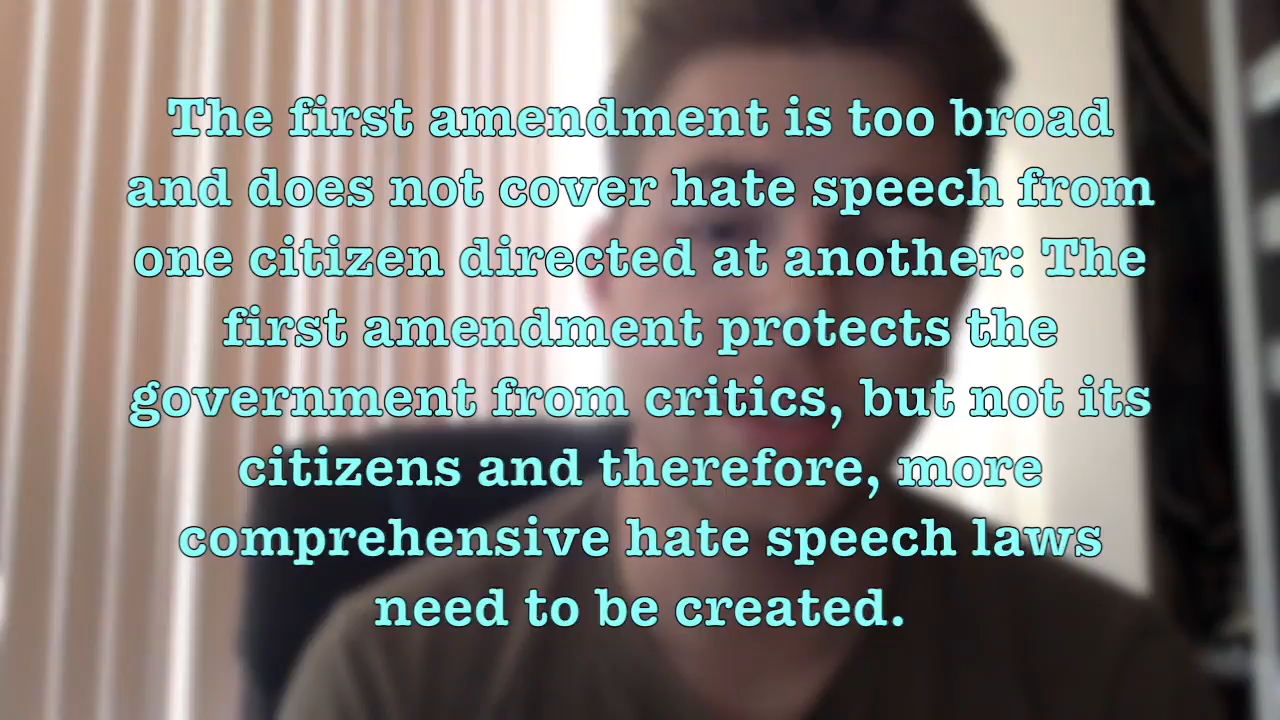 The first amendment is too broad
and does not cover hate speech from
one citizen directed at another: The
first amendment protects the
government from critics, but not its
citizens and therefore, more
comprehensive hate speech laws
need to be created.